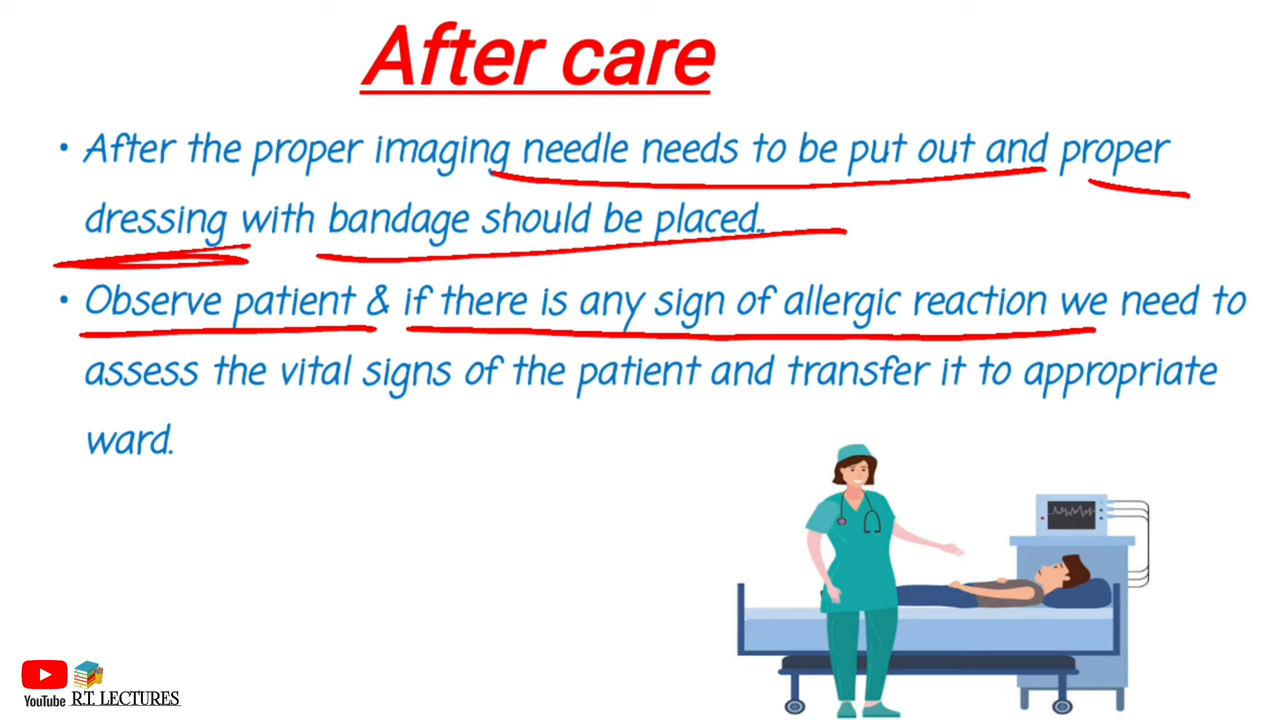 After care
• After the proper imaging needle needs to be put out and proper
dressing with bandage should be placed..
• Observe patient & if there is any sign of allergic reaction we need to
assess the vital signs of the patient and transfer it to appropriate
ward.
YouTube R.T. LECTURES